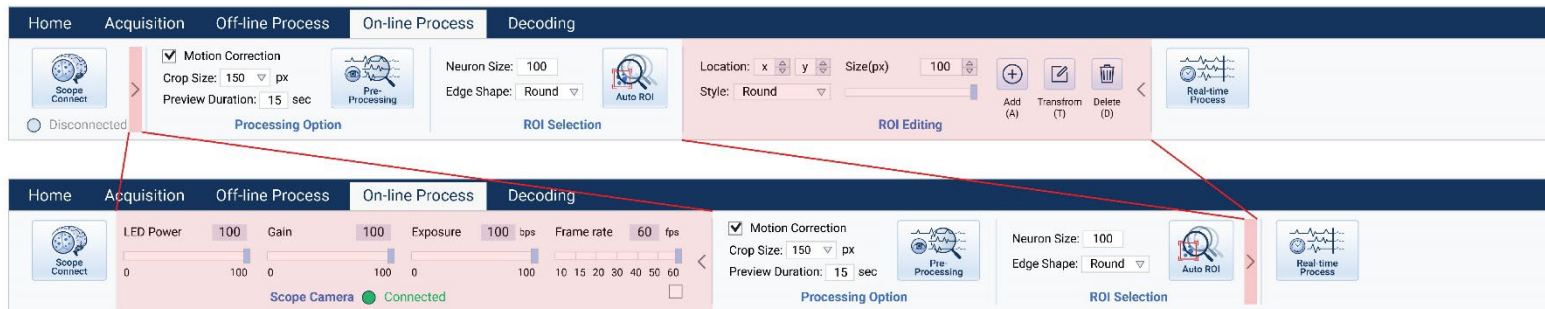 Home Acquisition Off-line Process On-line Process Decoding
Scope Connect
Disconnected
Motion Correction
Crop Size: 150 px
Preview Duration: 15 sec
Pre-Processing
Processing Option
Neuron Size: 100
Edge Shape: Round
Auto ROI
ROI Selection
Location: x y Size(px) 100
Style: Round
Add (A)
Transfrom (T)
Delete (D)
ROI Editing
Real-time Process
Home Acquisition Off-line Process On-line Process Decoding
Scope Connect
LED Power 100 Gain 100 Exposure 100 bps Frame rate 60 fps
0 100 0 100 0 100 10 15 20 30 40 50 60
Scope Camera Connected
Motion Correction
Crop Size: 150 px
Preview Duration: 15 sec
Pre-Processing
Processing Option
Neuron Size: 100
Edge Shape: Round
Auto ROI
ROI Selection
Real-time Process